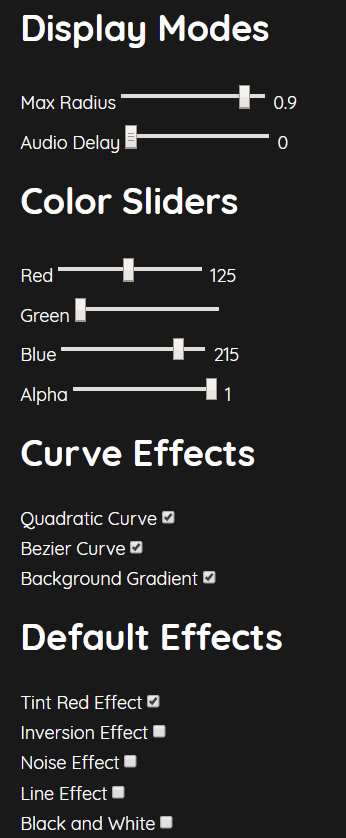 Display Modes
Max Radius 0.9
Audio Delay 0
Color Sliders
Red 125
Green
Blue 215
Alpha 1
Curve Effects
Quadratic Curve
Bezier Curve
Background Gradient
Default Effects
Tint Red Effect
Inversion Effect
Noise Effect
Line Effect
Black and White